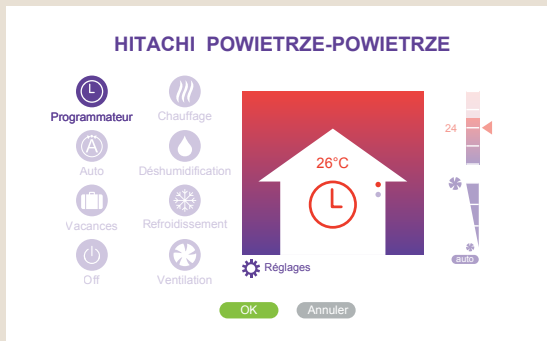 HITACHI POWIETRZE-POWIETRZE
Programmateur
Chauffage
A
Auto
Déshumidification
Vacances
Refroidissement
Off
Ventilation
26°C
24
auto
Réglages
OK
Annuler